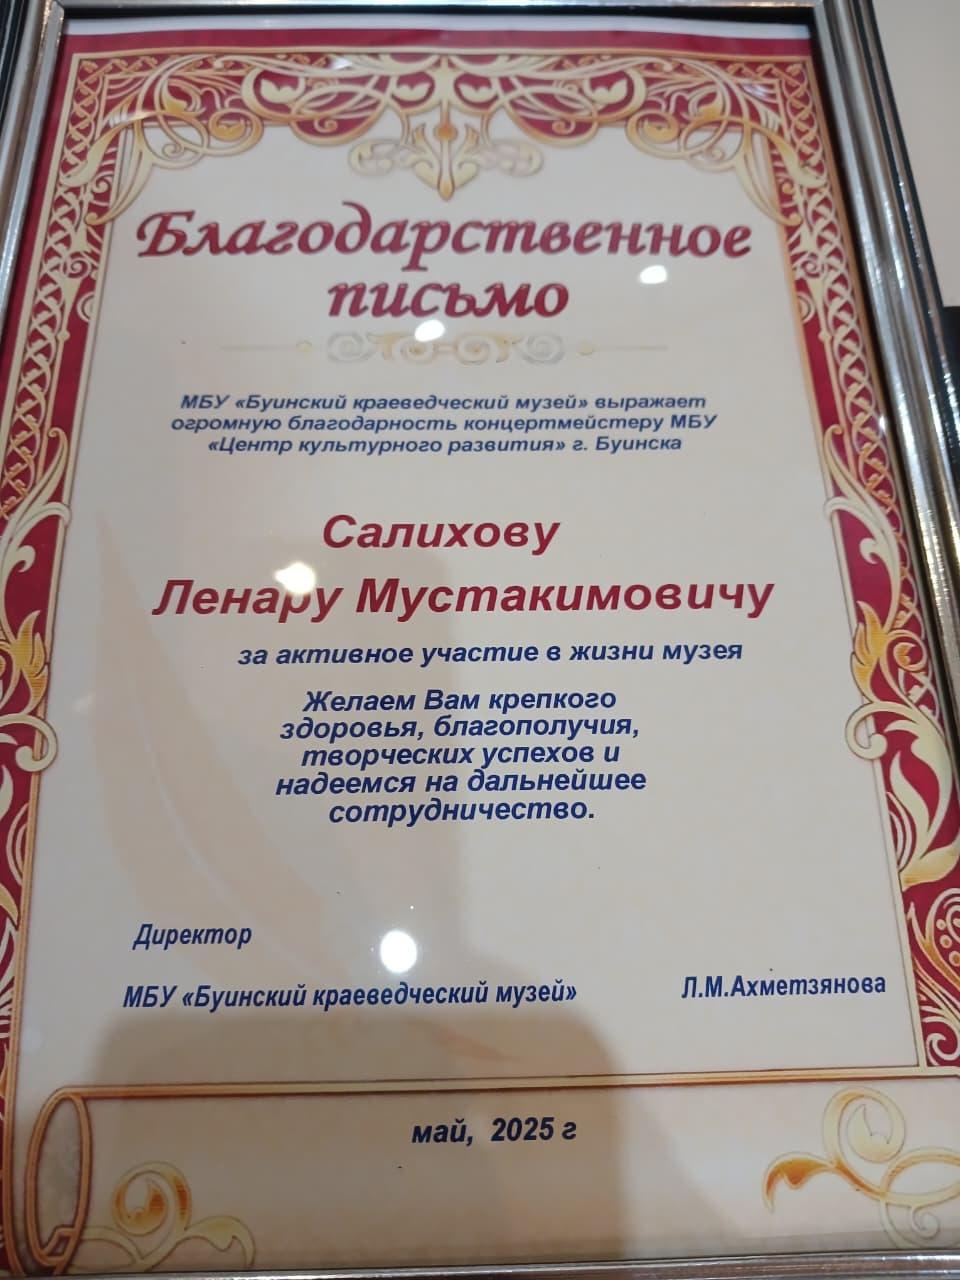 Благодарственное
письмо
МБУ «Буинский краеведческий музей» выражает
огромную благодарность концертмейстеру МБУ
«Центр культурного развития» г. Буинска
Салихову
Ленару Мустакимовичу
за активное участие в жизни музея
Желаем Вам крепкого
здоровья, благополучия,
творческих успехов и
надеемся на дальнейшее
сотрудничество.
Директор
МБУ «Буинский краеведческий музей» Л.М.Ахметзянова
май, 2025 г